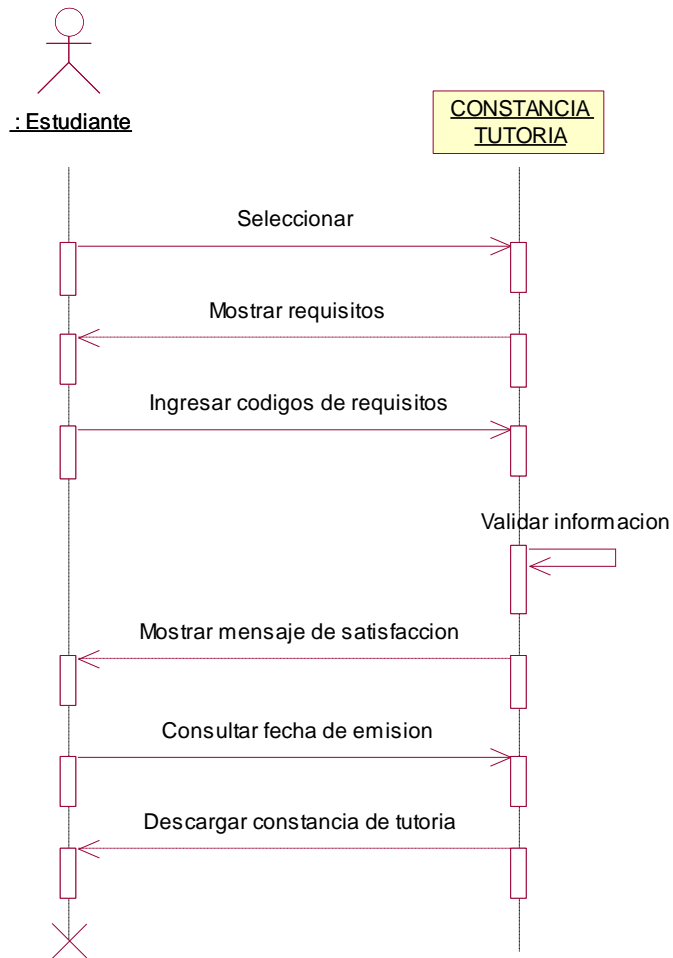 : Estudiante
CONSTANCIA
TUTORIA
Seleccionar
Mostrar requisitos
Ingresar codigos de requisitos
Validar informacion
Mostrar mensaje de satisfaccion
Consultar fecha de emision
Descargar constancia de tutoria